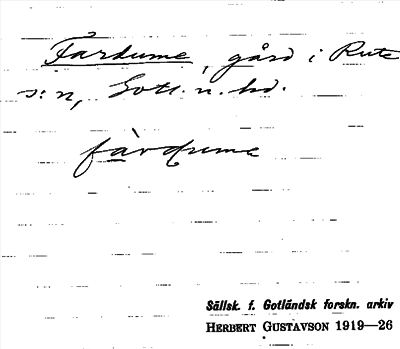 Fardume, gård i Rute
s:n, Gotl. n. hd.
fàrdume
Sällsk. f. Gotländsk forskn. arkiv
HERBERT GUSTAVSON 1919—26